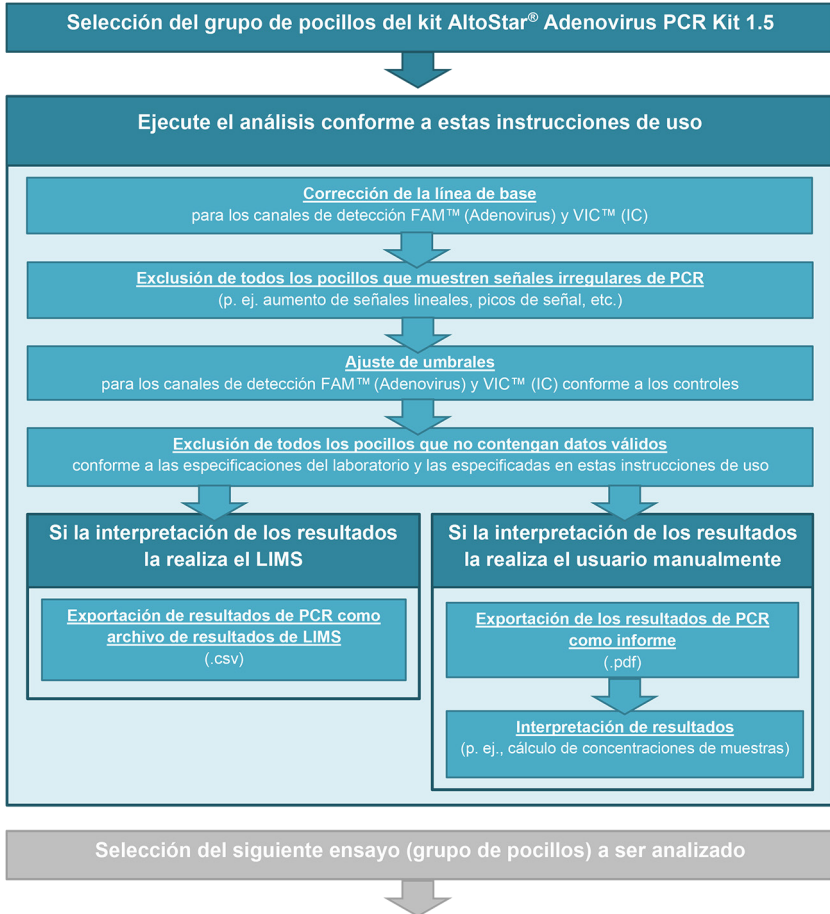 Selección del grupo de pocillos del kit AltoStar® Adenovirus PCR Kit 1.5
Ejecute el análisis conforme a estas instrucciones de uso
Corrección de la línea de base
para los canales de detección FAM™ (Adenovirus) y VIC™ (IC)
Exclusión de todos los pocillos que muestren señales irregulares de PCR
(p. ej. aumento de señales lineales, picos de señal, etc.)
Ajuste de umbrales
para los canales de detección FAM™ (Adenovirus) y VIC™ (IC) conforme a los controles
Exclusión de todos los pocillos que no contengan datos válidos
conforme a las especificaciones del laboratorio y las especificadas en estas instrucciones de uso
Si la interpretación de los resultados
la realiza el LIMS
Exportación de resultados de PCR como
archivo de resultados de LIMS
(.csv)
Si la interpretación de los resultados
la realiza el usuario manualmente
Exportación de los resultados de PCR
como informe
(.pdf)
Interpretación de resultados
(p. ej., cálculo de concentraciones de muestras)
Selección del siguiente ensayo (grupo de pocillos) a ser analizado